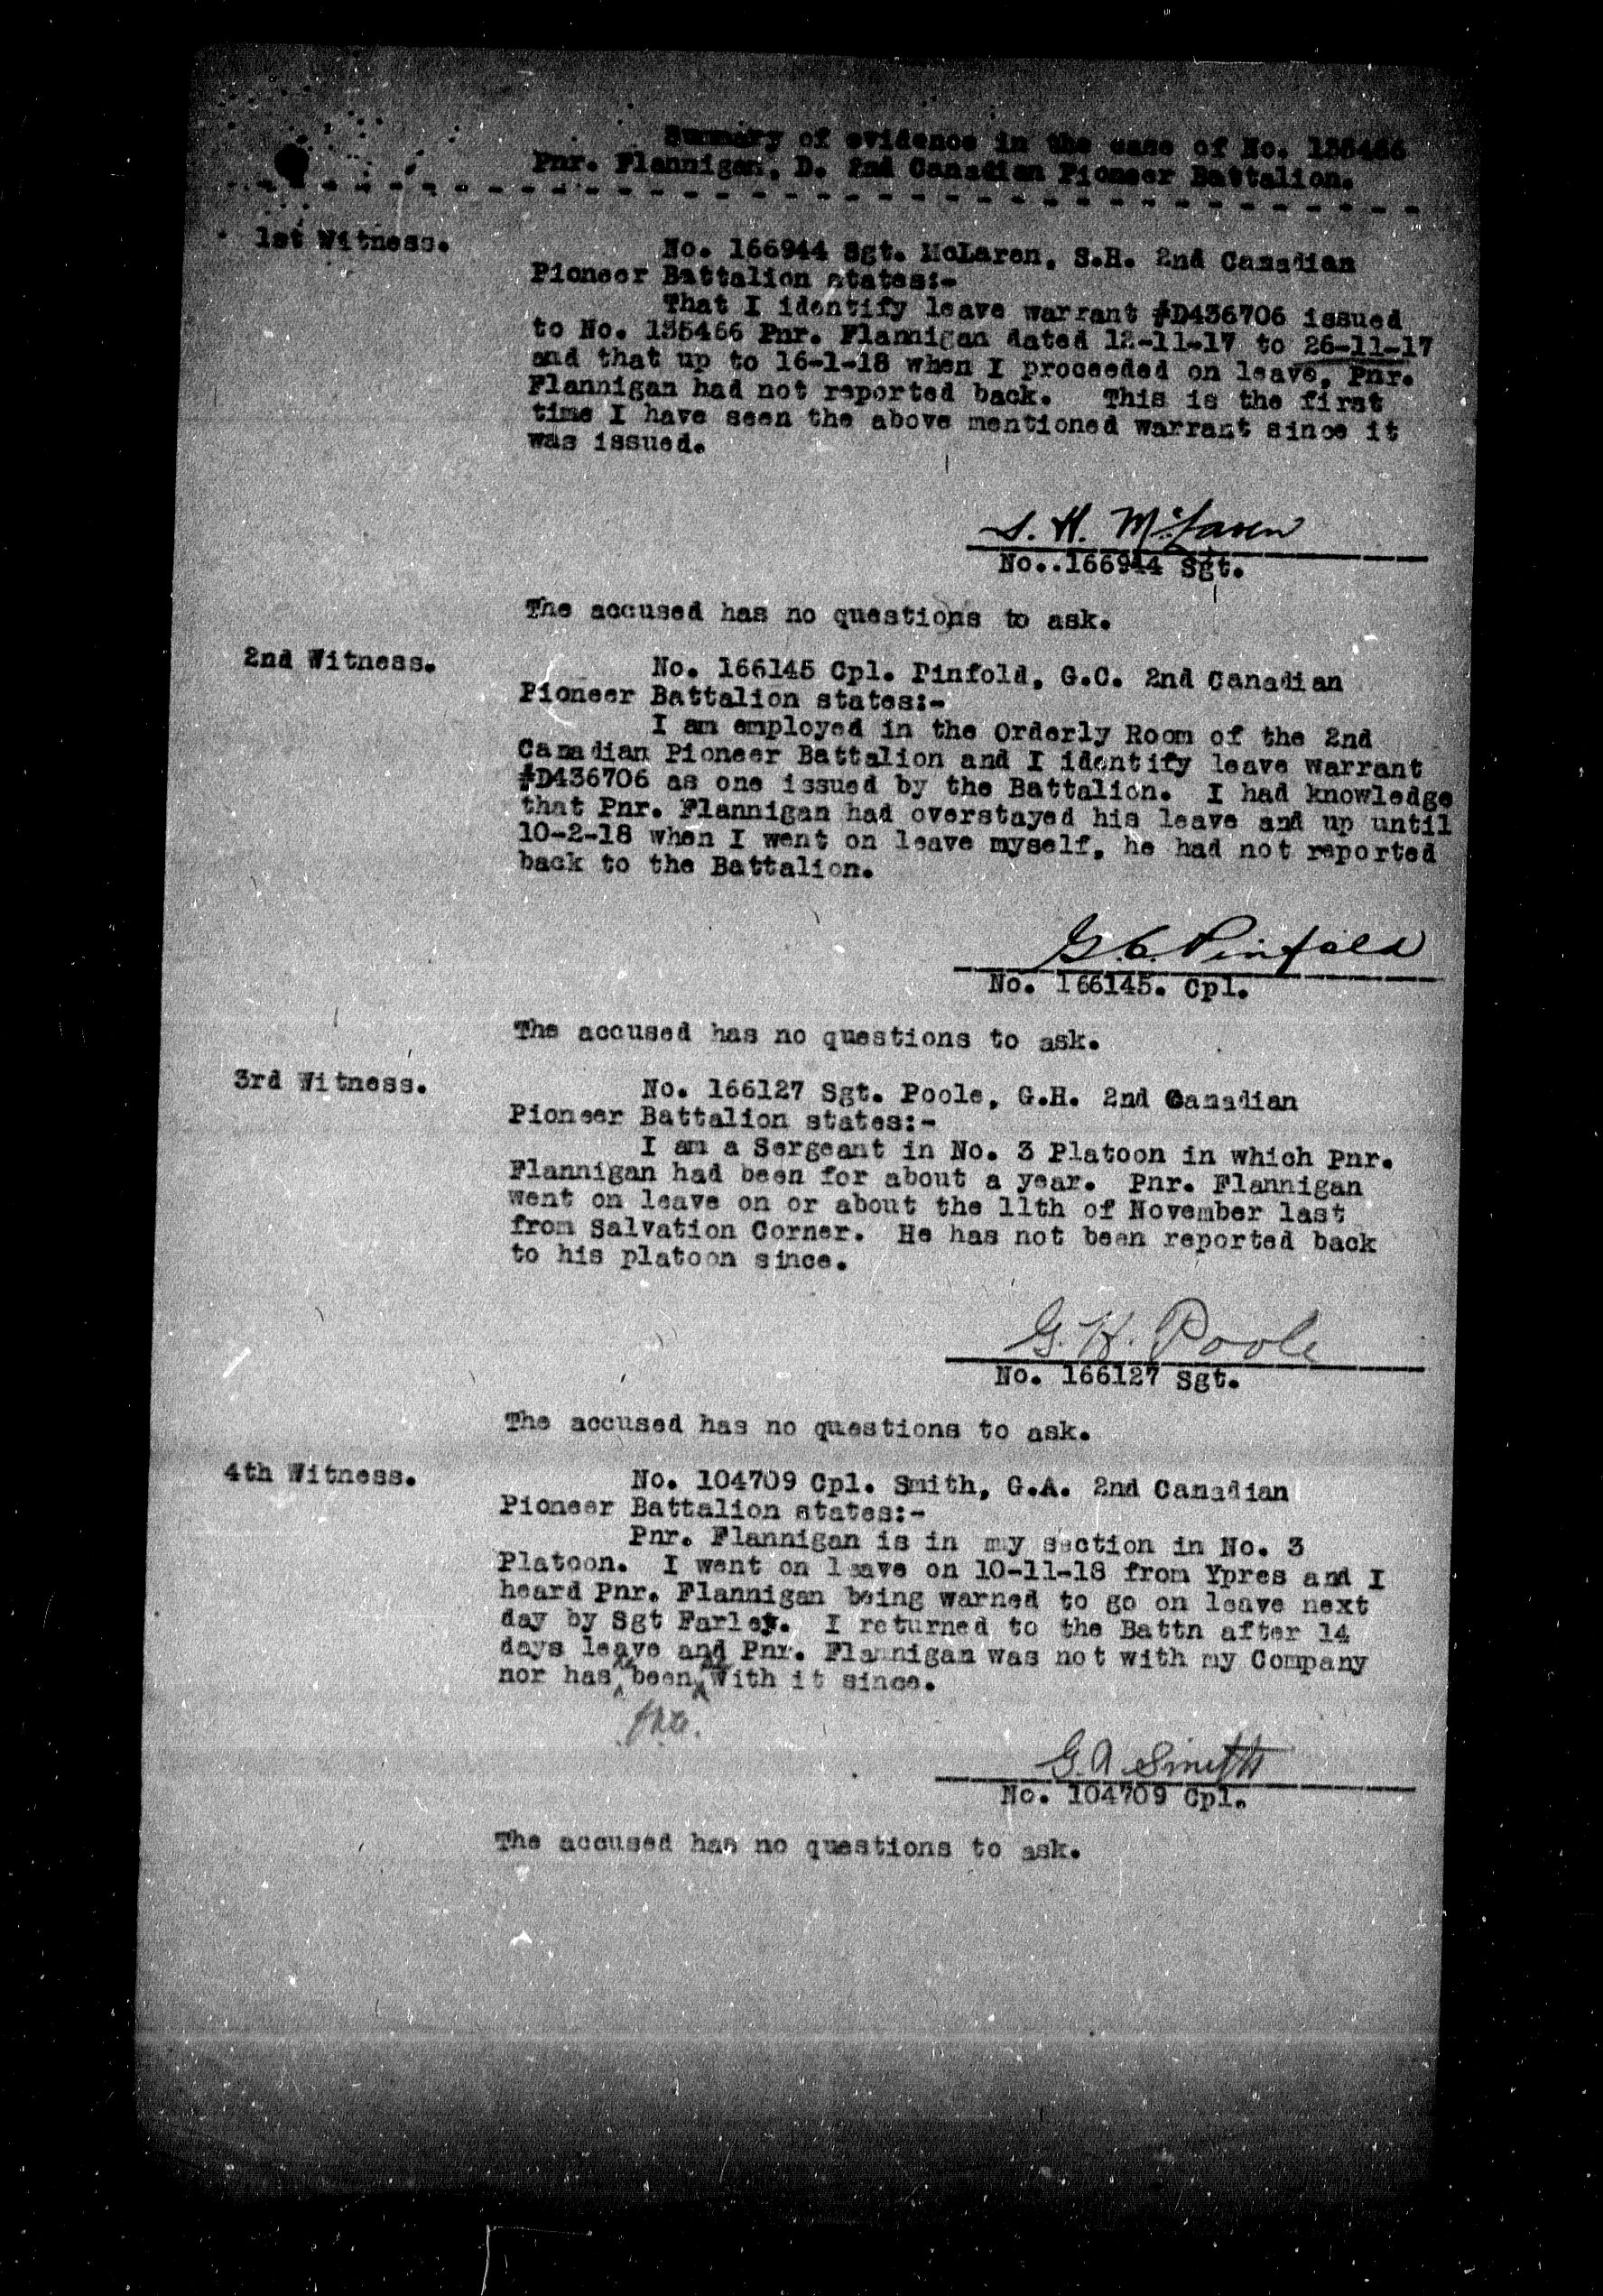 Summary of evidence in the case of No. 135466
Pnr. Flannigan, D. 2nd Canadian Pioneer Battalion.
1st Witness.
No. 166944 Sgt. McLaren, S.H. 2nd Canadian
Pioneer Battalion states:-
That I identify leave warrant #D436706 issued
to No. 135466 Pnr. Flannigan dated 12-11-17 to 26-11-17
and that up to 16-1-18 when I proceeded on leave, Pnr.
Flannigan had not reported back. This is the first
time I have seen the above mentioned warrant since it
was issued.
S. H. McLaren
No..166944 Sgt.
The accused has no questions to ask.
2nd Witness.
No. 166145 Cpl. Pinfold, G.C. 2nd Canadian
Pioneer Battalion states:-
I am employed in the Orderly Room of the 2nd
Canadian Pioneer Battalion and I identify leave warrant
#D436706 as one issued by the Battalion. I had knowledge
that Pnr. Flannigan had overstayed his leave and up until
10-2-18 when I went on leave myself, he had not reported
back to the Battalion.
G. C. Pinfold
No. 166145. Cpl.
The accused has no questions to ask.
3rd Witness.
No. 166127 Sgt. Poole, G.H. 2nd Canadian
Pioneer Battalion states:-
I am a Sergeant in No. 3 Platoon in which Pnr.
Flannigan had been for about a year. Pnr. Flannigan
went on leave on or about the 11th of November last
from Salvation Corner. He has not been reported back
to his platoon since.
G. H. Poole
No. 166127 Sgt.
The accused has no questions to ask.
4th Witness.
No. 104709 Cpl. Smith, G.A. 2nd Canadian
Pioneer Battalion states:-
Pnr. Flannigan is in my section in No. 3
Platoon. I went on leave on 10-11-18 from Ypres and I
heard Pnr. Flannigan being warned to go on leave next
day by Sgt Farley. I returned to the Battn after 14
days leave and Pnr. Flannigan was not with my Company
nor has he been with it since.
G. A. Smith
No. 104709 Cpl.
The accused has no questions to ask.